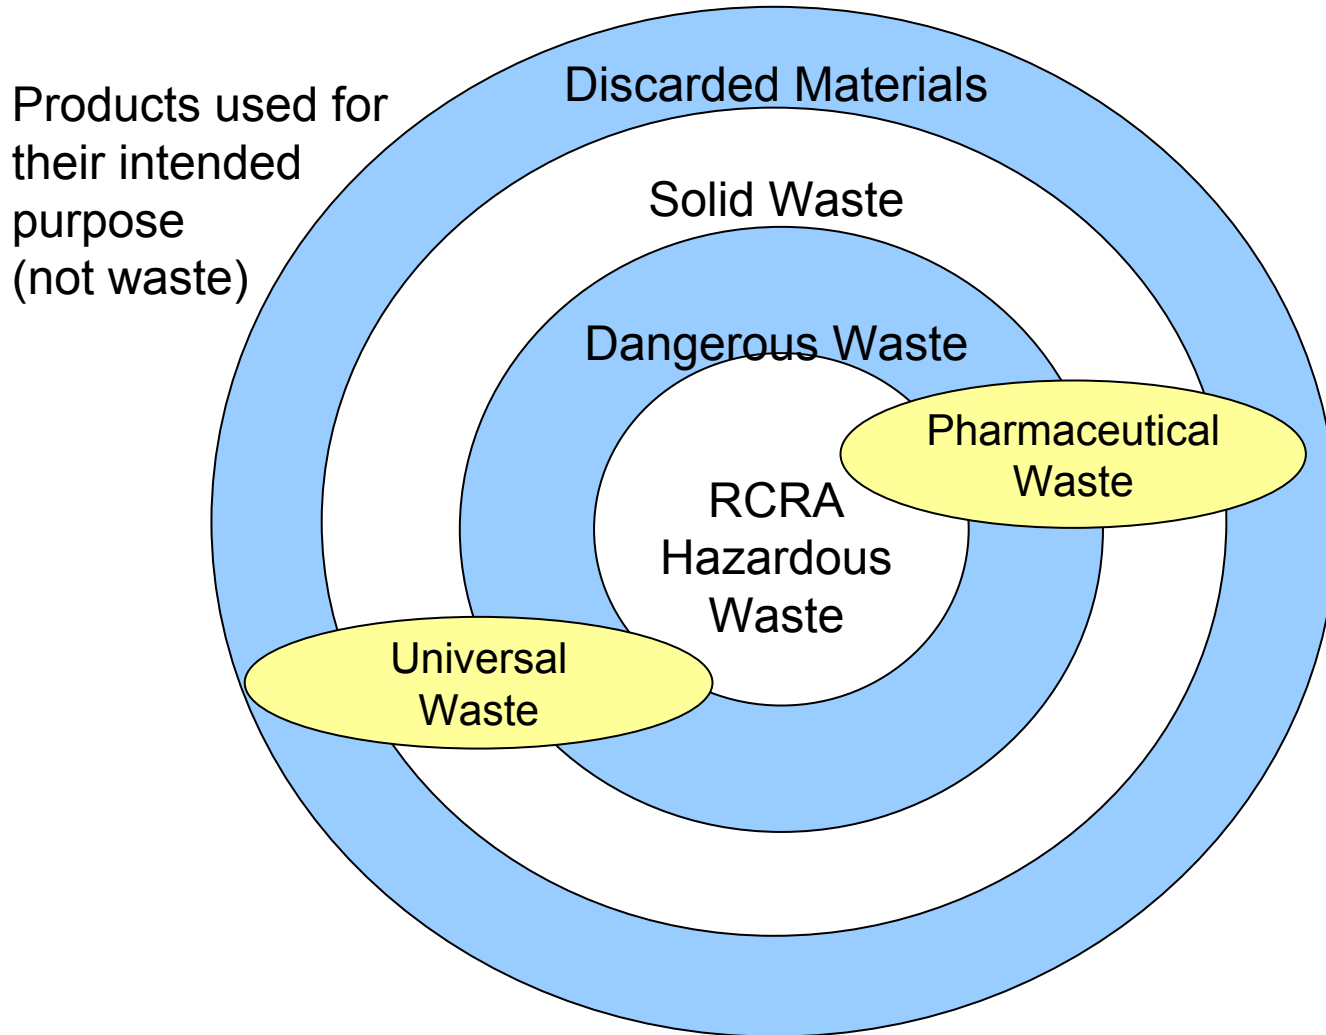 Products used for
their intended
purpose
(not waste)
Discarded Materials
Solid Waste
Dangerous Waste
Pharmaceutical
Waste
RCRA
Hazardous
Waste
Universal
Waste